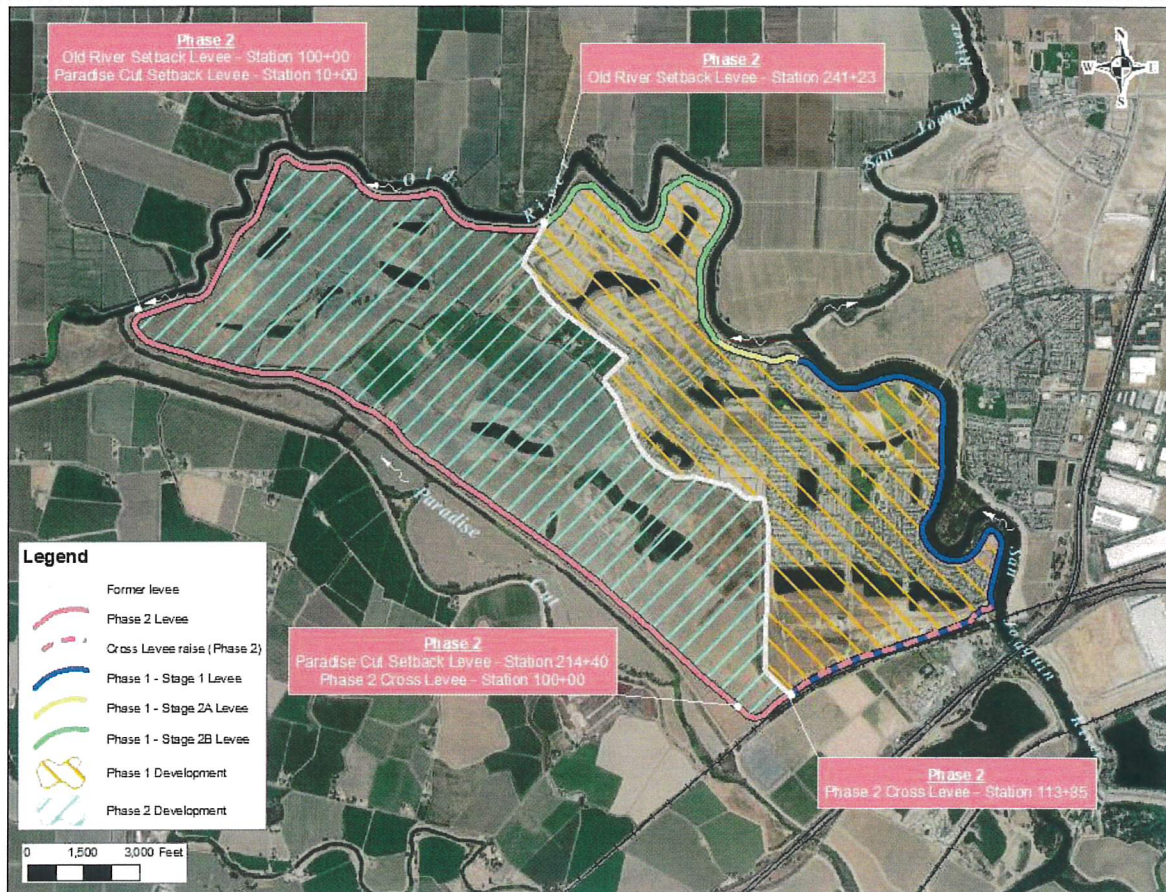 Phase 2
Old River Setback Levee - Station 100+00
Paradise Cut Setback Levee - Station 10+00
Phase 2
Old River Setback Levee - Station 241+23
N
W E
S
San Joaquin River
Old River
Paradise Cut
San Joaquin River
Phase 2
Paradise Cut Setback Levee - Station 214+40
Phase 2 Cross Levee - Station 100+00
Phase 2
Phase 2 Cross Levee - Station 113+85
Legend
Former levee
Phase 2 Levee
Cross Levee raise (Phase 2)
Phase 1 - Stage 1 Levee
Phase 1 - Stage 2A Levee
Phase 1 - Stage 2B Levee
Phase 1 Development
Phase 2 Development
0 1,500 3,000 Feet